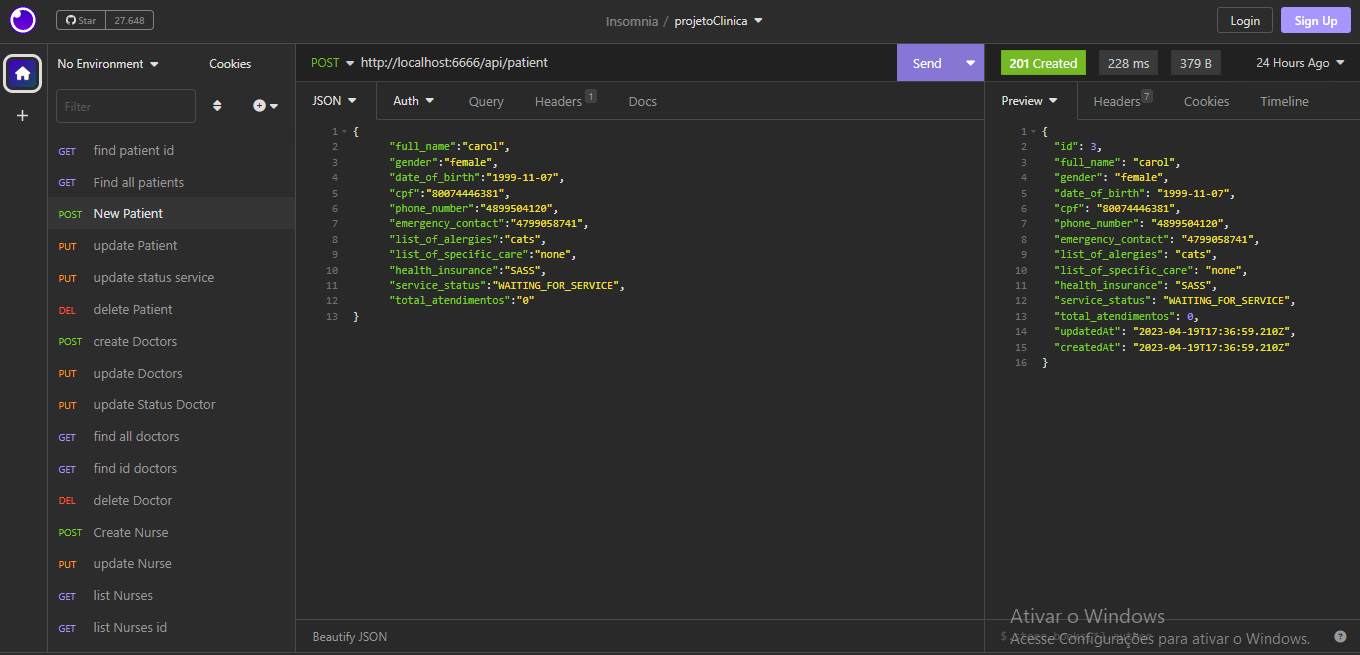 Star 27.648
Insomnia / projetoClinica
Login
Sign Up
No Environment
Cookies
Filter
GET find patient id
GET Find all patients
POST New Patient
PUT update Patient
PUT update status service
DEL delete Patient
POST create Doctors
PUT update Doctors
PUT update Status Doctor
GET find all doctors
GET find id doctors
DEL delete Doctor
POST Create Nurse
PUT update Nurse
GET list Nurses
GET list Nurses id
POST http://localhost:6666/api/patient
Send
JSON Auth Query Headers 1 Docs
1 {
2 "full_name":"carol",
3 "gender":"female",
4 "date_of_birth":"1999-11-07",
5 "cpf":"80074446381",
6 "phone_number":"4899504120",
7 "emergency_contact":"4799058741",
8 "list_of_alergies":"cats",
9 "list_of_specific_care":"none",
10 "health_insurance":"SASS",
11 "service_status":"WAITING_FOR_SERVICE",
12 "total_atendimentos":"0"
13 }
Beautify JSON
201 Created 228 ms 379 B 24 Hours Ago
Preview Headers 7 Cookies Timeline
1 {
2 "id": 3,
3 "full_name": "carol",
4 "gender": "female",
5 "date_of_birth": "1999-11-07",
6 "cpf": "80074446381",
7 "phone_number": "4899504120",
8 "emergency_contact": "4799058741",
9 "list_of_alergies": "cats",
10 "list_of_specific_care": "none",
11 "health_insurance": "SASS",
12 "service_status": "WAITING_FOR_SERVICE",
13 "total_atendimentos": 0,
14 "updatedAt": "2023-04-19T17:36:59.210Z",
15 "createdAt": "2023-04-19T17:36:59.210Z"
16 }
Ativar o Windows
Acesse Configurações para ativar o Windows.
?